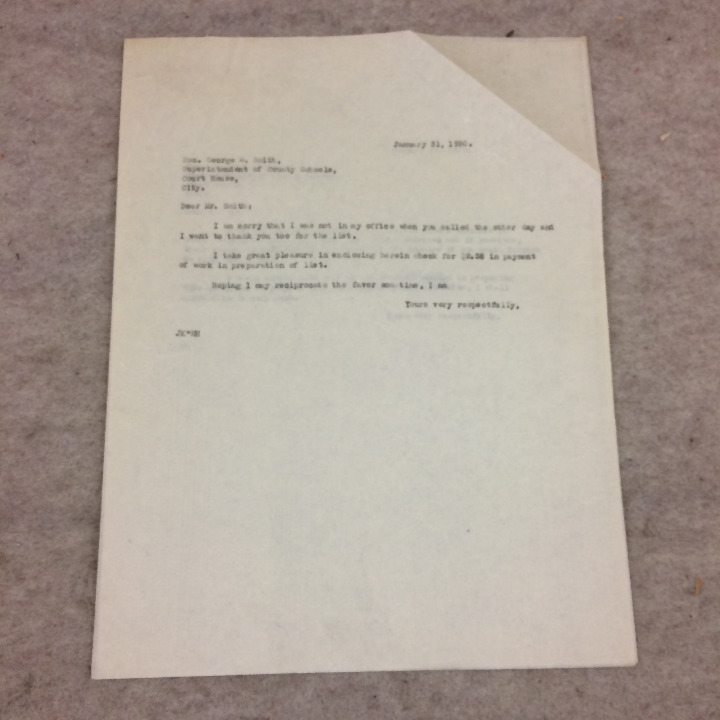 January 21, 19
Hon. George Smith,
Superintendent of County Schools,
Court House,
City.
Dear Mr. Smith:
I am sorry that I was not in my office when you called the other day and
I want to thank you too for the list.
I take great pleasure in enclosing herein check for in payment
of work in preparation of list.
Hoping I may reciprocate the favor sometime, I am
Yours very respectfully,